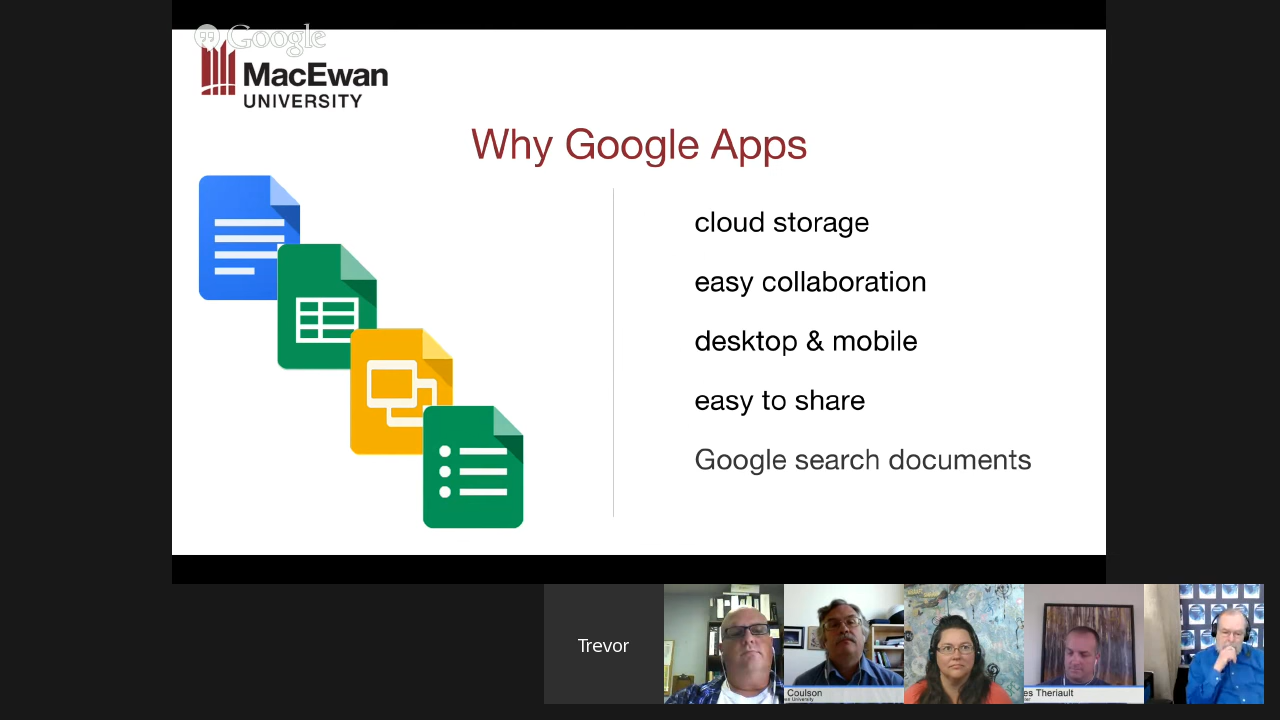 Google
MacEwan
UNIVERSITY
Why Google Apps
cloud storage
easy collaboration
desktop & mobile
easy to share
Google search documents
Trevor
Coulson
University
es Theriault